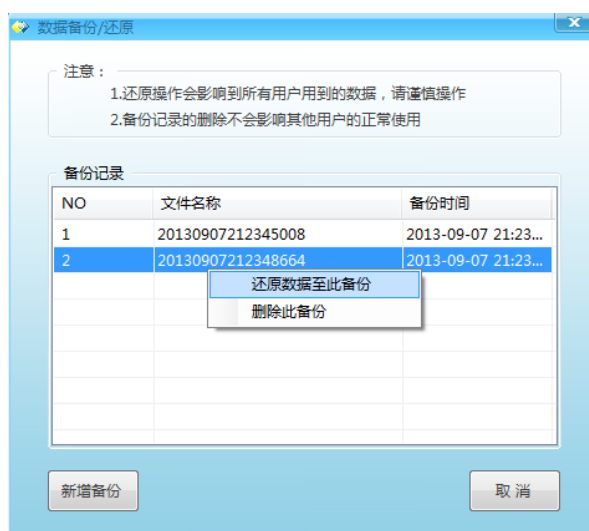 数据备份/还原
注意：
1.还原操作会影响到所有用户用到的数据，请谨慎操作
2.备份记录的删除不会影响其他用户的正常使用
备份记录
NO 文件名称 备份时间
1 20130907212345008 2013-09-07 21:23...
2 20130907212348664 2013-09-07 21:23...
还原数据至此备份
删除此备份
新增备份 取 消